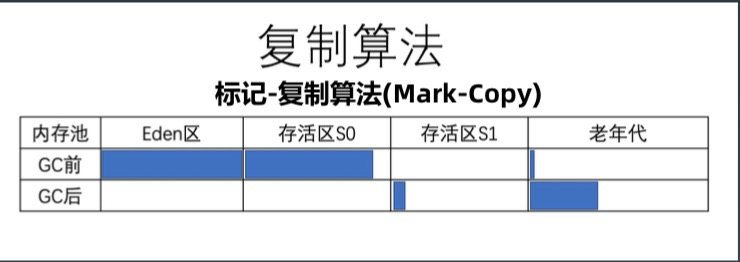 复制算法
标记-复制算法(Mark-Copy)
内存池 Eden区 存活区S0 存活区S1 老年代
GC前
GC后